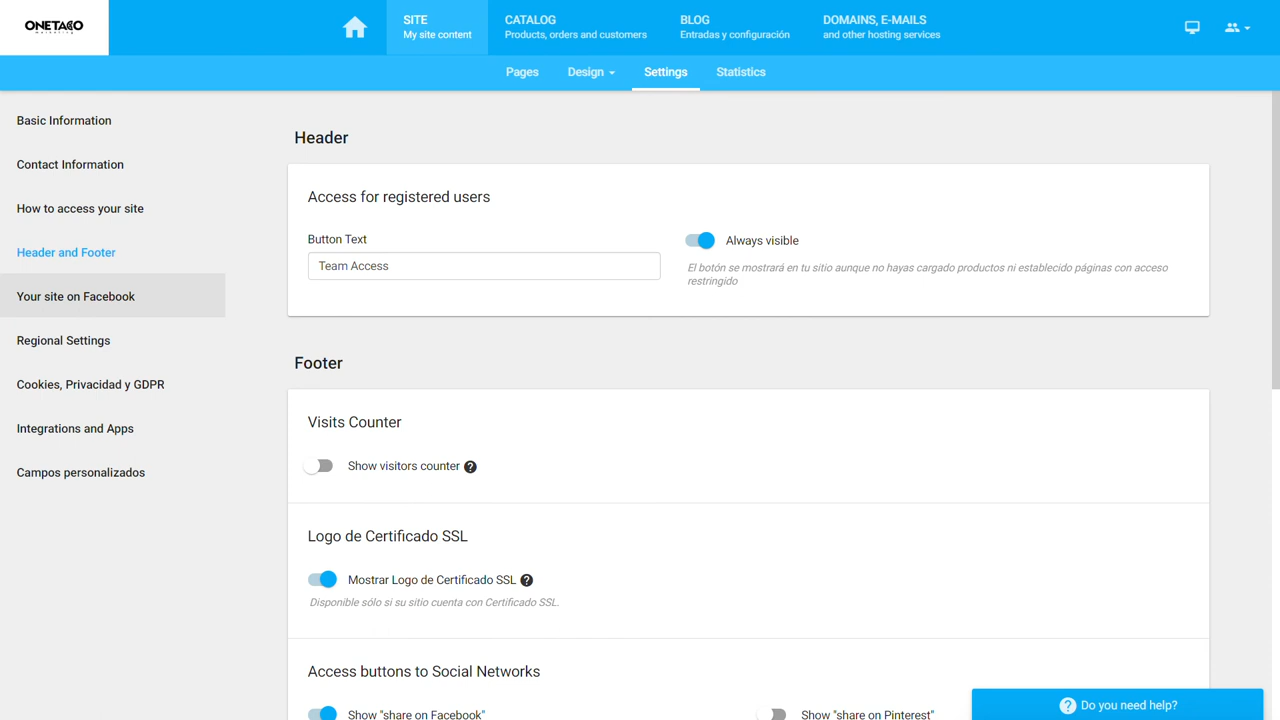 ONETACO
marketing
SITE
My site content
CATALOG
Products, orders and customers
BLOG
Entradas y configuración
DOMAINS, E-MAILS
and other hosting services
Pages
Design
Settings
Statistics
Basic Information
Contact Information
How to access your site
Header and Footer
Your site on Facebook
Regional Settings
Cookies, Privacidad y GDPR
Integrations and Apps
Campos personalizados
Header
Access for registered users
Button Text
Team Access
Always visible
El botón se mostrará en tu sitio aunque no hayas cargado productos ni establecido páginas con acceso
restringido
Footer
Visits Counter
Show visitors counter ?
Logo de Certificado SSL
Mostrar Logo de Certificado SSL ?
Disponible sólo si su sitio cuenta con Certificado SSL.
Access buttons to Social Networks
Show "share on Facebook"
Show "share on Pinterest"
? Do you need help?